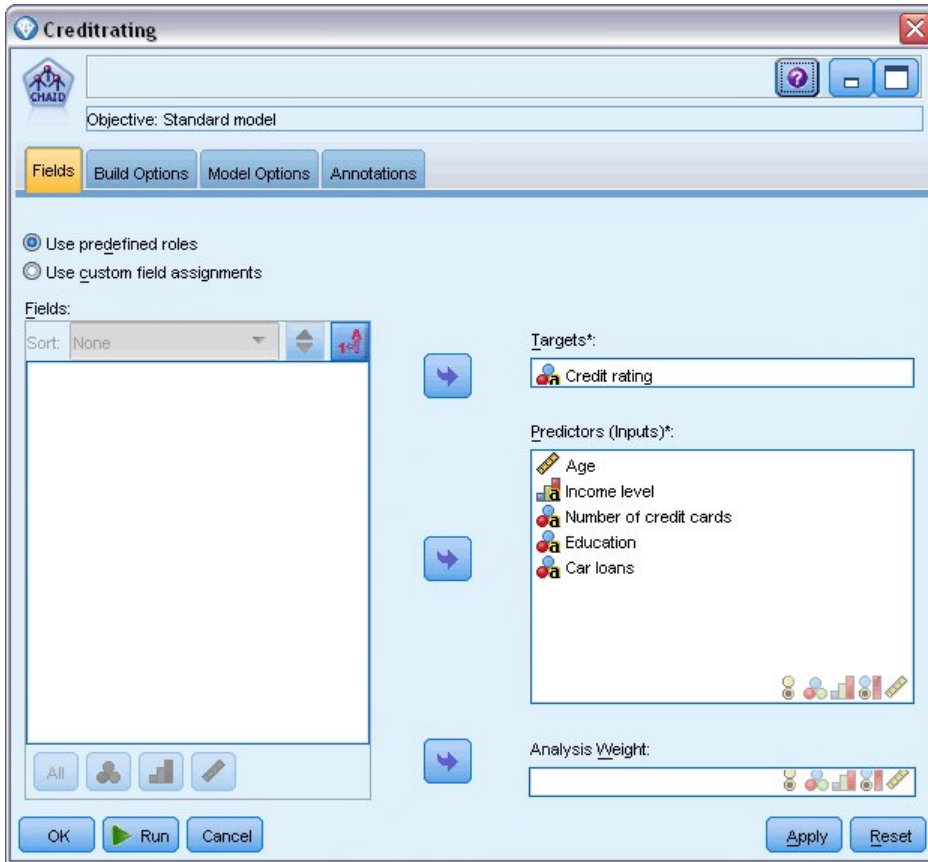 Creditrating
CHAID
Objective: Standard model
Fields Build Options Model Options Annotations
Use predefined roles
Use custom field assignments
Fields:
Sort: None
Targets*:
Credit rating
Predictors (Inputs)*:
Age
Income level
Number of credit cards
Education
Car loans
Analysis Weight:
All
OK Run Cancel Apply Reset